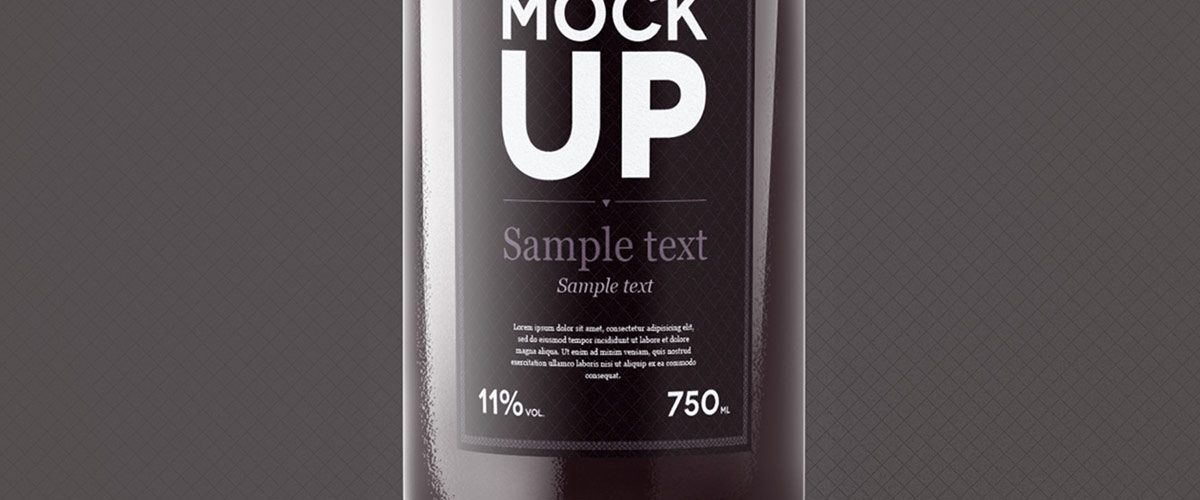 MOCK
UP
Sample text
Sample text
Lorem ipsum dolor sit amet, consectetur adipisicing elit,
sed do eiusmod tempor incididunt ut labore et dolore
magna aliqua. Ut enim ad minim veniam, quis nostrud
exercitation ullamco laboris nisi ut aliquip ex ea commodo
consequat.
11% VOL. 750 ML